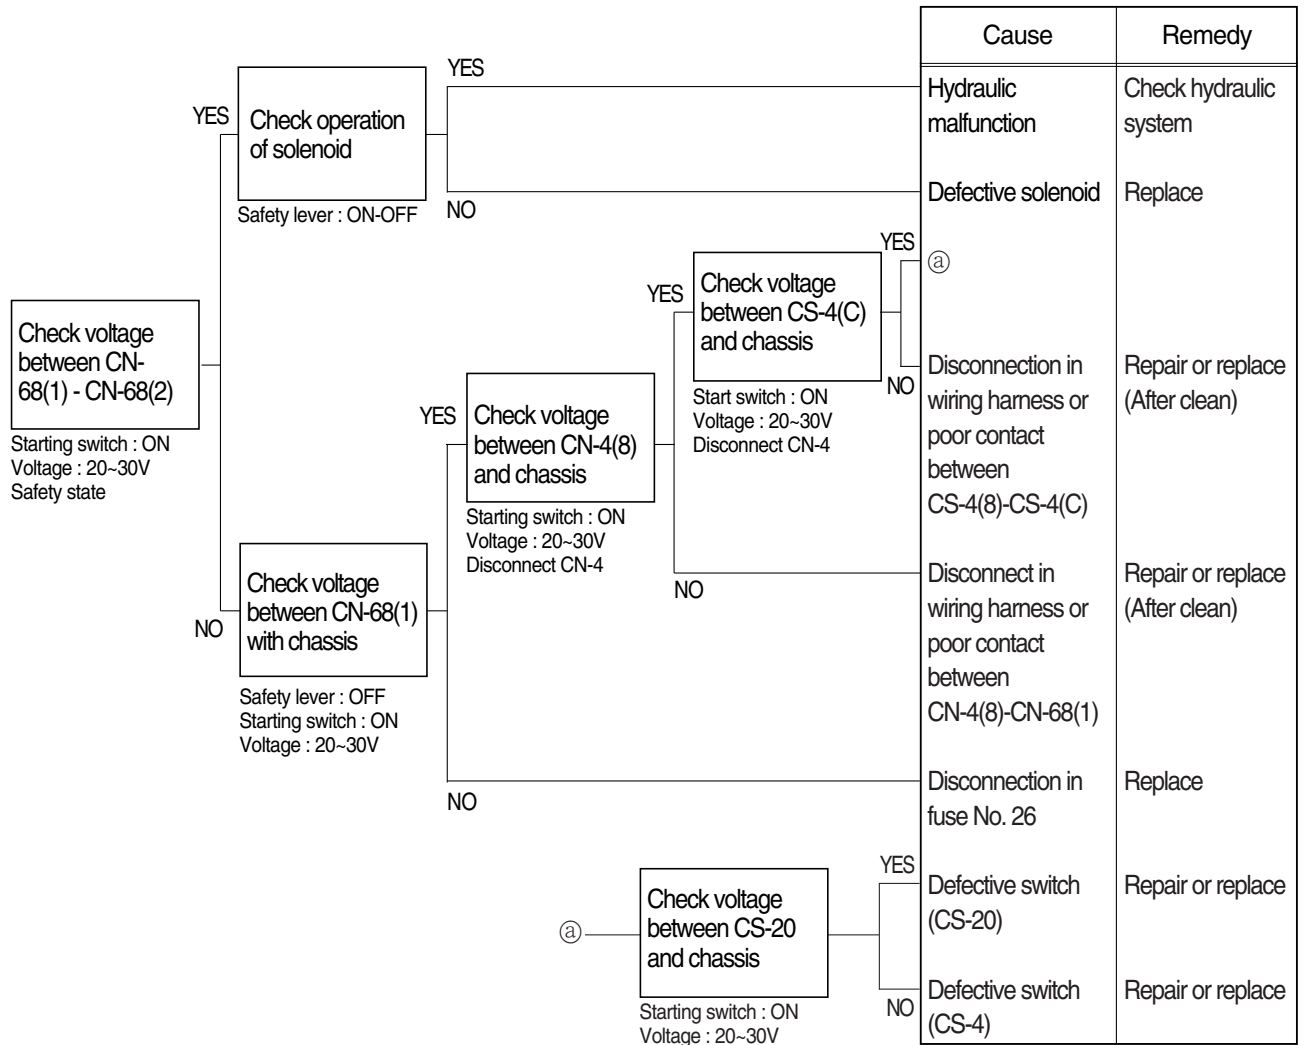 Cause
Remedy
YES
Hydraulic
malfunction
Check hydraulic
system
YES
Check operation
of solenoid
Safety lever : ON-OFF
NO
Defective solenoid
Replace
YES
ⓐ
YES
Check voltage
between CS-4(C)
and chassis
Start switch : ON
Voltage : 20~30V
Disconnect CN-4
NO
Disconnection in
wiring harness or
poor contact
between
CS-4(8)-CS-4(C)
Repair or replace
(After clean)
Check voltage
between CN-
68(1) - CN-68(2)
Starting switch : ON
Voltage : 20~30V
Safety state
YES
Check voltage
between CN-4(8)
and chassis
Starting switch : ON
Voltage : 20~30V
Disconnect CN-4
NO
Disconnect in
wiring harness or
poor contact
between
CN-4(8)-CN-68(1)
Repair or replace
(After clean)
NO
Check voltage
between CN-68(1)
with chassis
Safety lever : OFF
Starting switch : ON
Voltage : 20~30V
NO
Disconnection in
fuse No. 26
Replace
ⓐ
Check voltage
between CS-20
and chassis
Starting switch : ON
Voltage : 20~30V
YES
Defective switch
(CS-20)
Repair or replace
NO
Defective switch
(CS-4)
Repair or replace